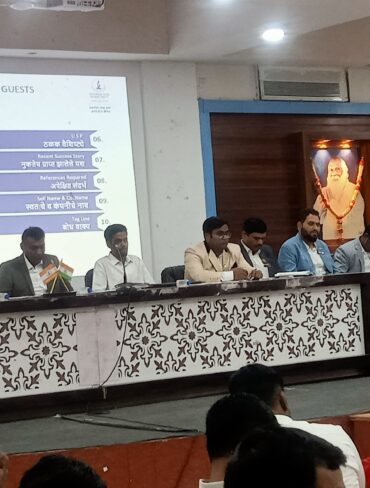 GUESTS
U.S.P.
ठळक वैशिष्ट्ये
06.
Recent Success Story
नुकतेच प्राप्त झालेले यश
07.
References Required
अपेक्षित संदर्भ
08.
Self Name & Co. Name
स्वतःचे व कंपनीचे नाव
09.
Tag Line
बोध वाक्य
10.